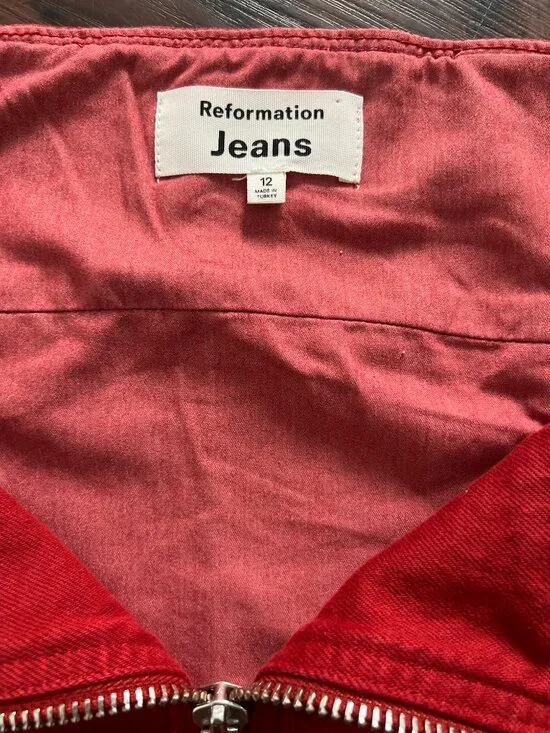 Reformation
Jeans
12
MADE IN
TURKEY